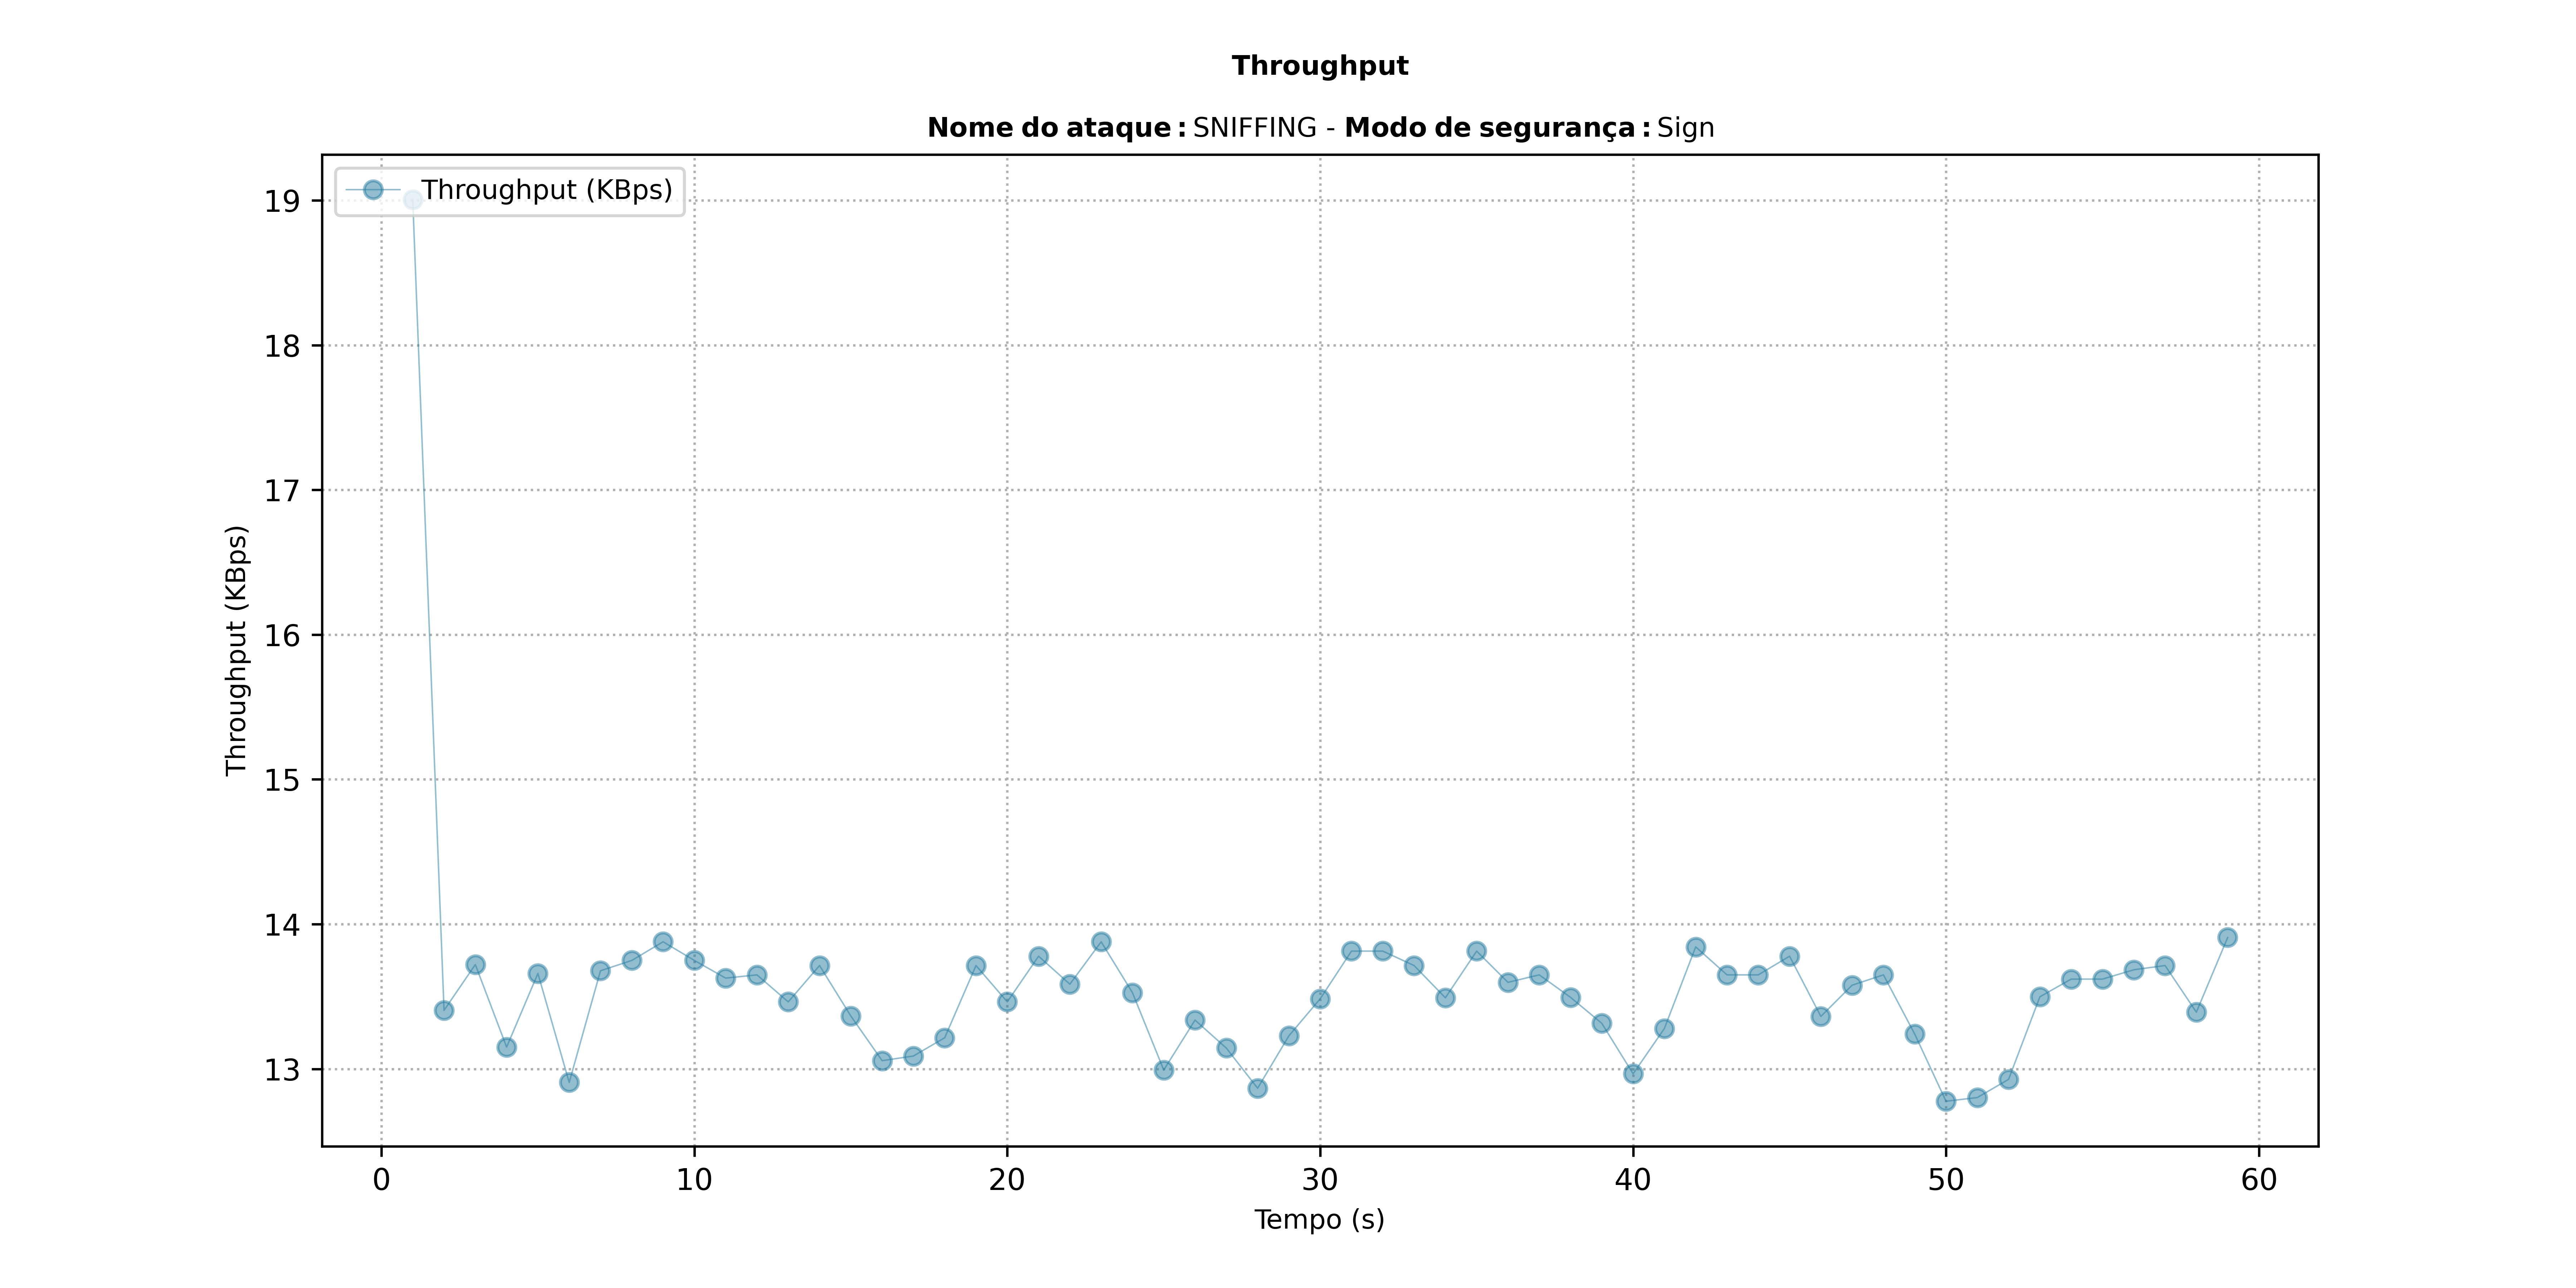 Throughput
Nome do ataque: SNIFFING - Modo de segurança: Sign
Throughput (KBps)
19
18
17
16
15
14
13
Throughput (KBps)
0 10 20 30 40 50 60
Tempo (s)